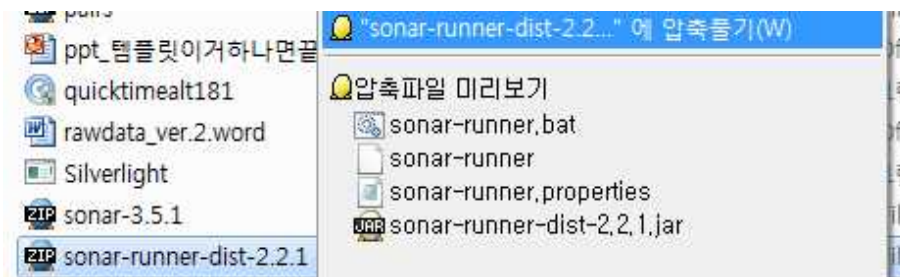 ppt_템플릿이거하나면끝
quicktimealt181
rawdata_ver.2.word
Silverlight
sonar-3.5.1
sonar-runner-dist-2.2.1
"sonar-runner-dist-2.2..." 에 압축풀기(W)
압축파일 미리보기
sonar-runner.bat
sonar-runner
sonar-runner.properties
sonar-runner-dist-2.2.1.jar